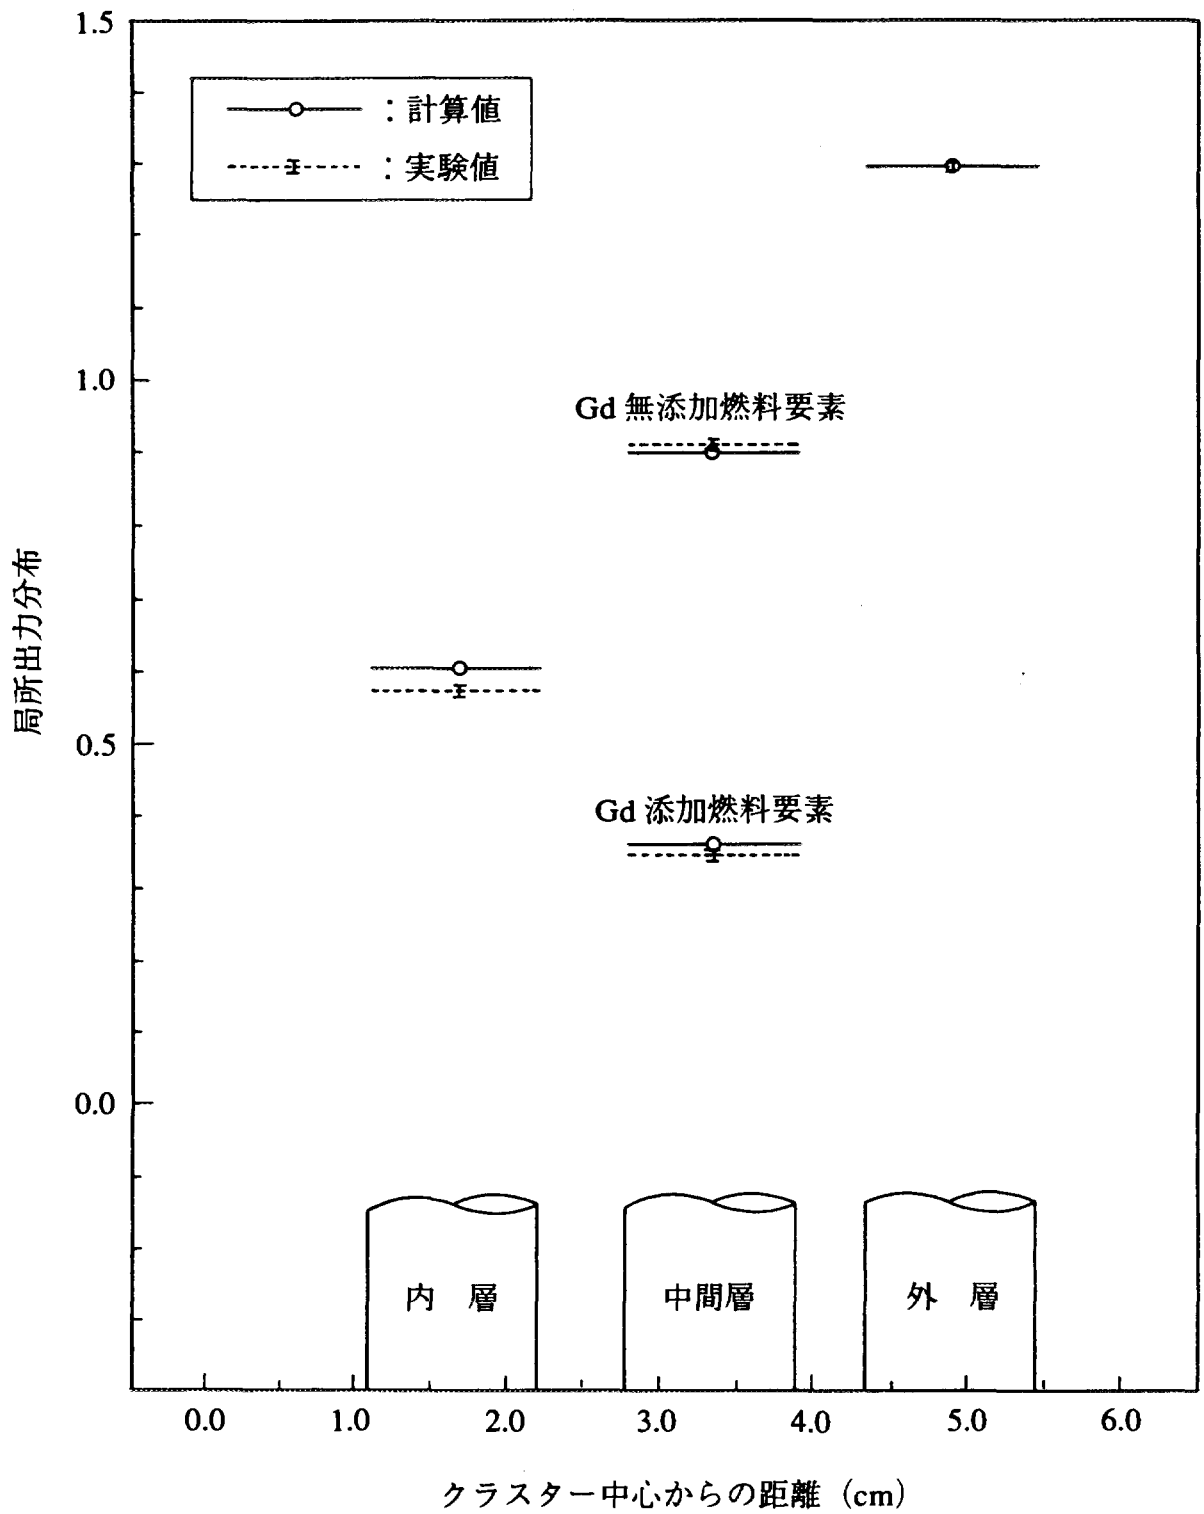 1.5
：計算値
：実験値
1.0
Gd 無添加燃料要素
局所出力分布
0.5
Gd 添加燃料要素
0.0
内 層
中間層
外 層
0.0 1.0 2.0 3.0 4.0 5.0 6.0
クラスター中心からの距離 (cm)